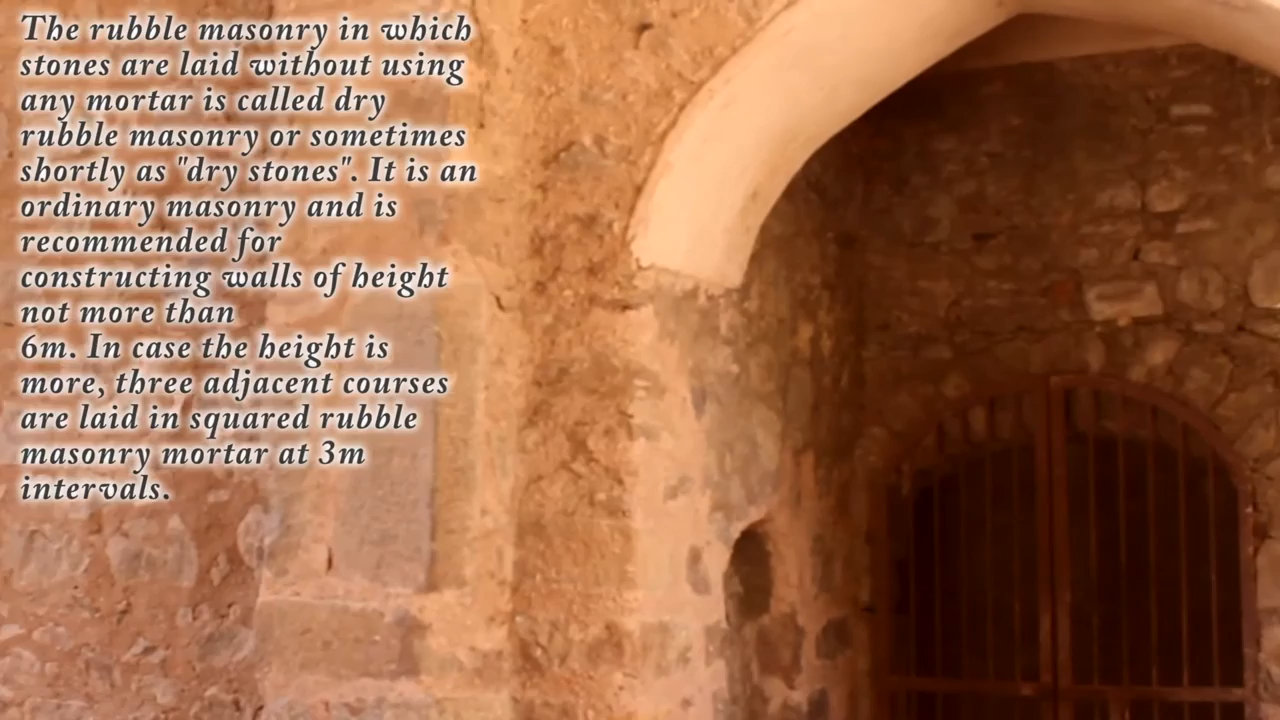 The rubble masonry in which
stones are laid without using
any mortar is called dry
rubble masonry or sometimes
shortly as "dry stones". It is an
ordinary masonry and is
recommended for
constructing walls of height
not more than
6m. In case the height is
more, three adjacent courses
are laid in squared rubble
masonry mortar at 3m
intervals.